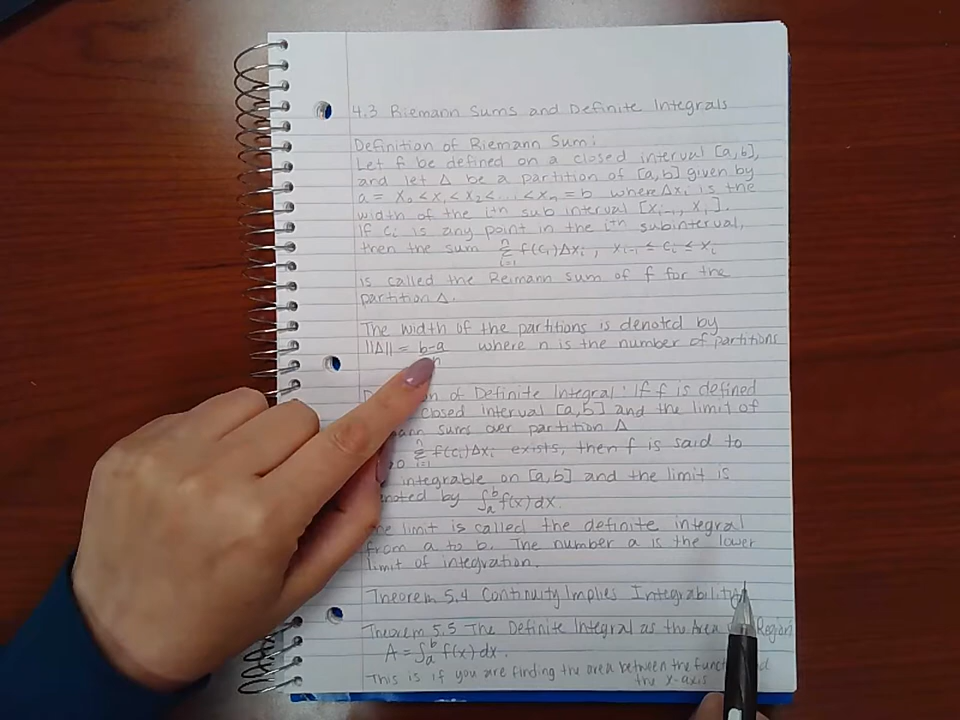 4.3 Riemann Sums and Definite Integrals
Definition of Riemann Sum:
Let f be defined on a closed interval [a,b],
and let Δ be a partition of [a,b] given by
a = x₀ < x₁ < x₂ < ... < xₙ = b where Δxᵢ is the
width of the ith sub interval [xᵢ₋₁, xᵢ].
If cᵢ is any point in the ith subinterval,
then the sum ∑ⁿᵢ₌₁ f(cᵢ)Δxᵢ , xᵢ₋₁ ≤ cᵢ ≤ xᵢ
is called the Reimann sum of f for the
partition Δ.
The width of the partitions is denoted by
||Δ|| = b-a/n where n is the number of partitions
of Definite Integral: If f is defined
closed interval [a,b] and the limit of
sums over partition Δ
∑ⁿᵢ₌₁ f(cᵢ)Δxᵢ exists, then f is said to
integrable on [a,b] and the limit is
by ∫ₐᵇ f(x)dx.
limit is called the definite integral
from a to b. The number a is the lower
limit of integration.
Theorem 5.4 Continuity Implies Integrability
Theorem 5.5 The Definite Integral as the Area Region
A = ∫ₐᵇ f(x)dx.
This is if you are finding the area between the
the x-axis